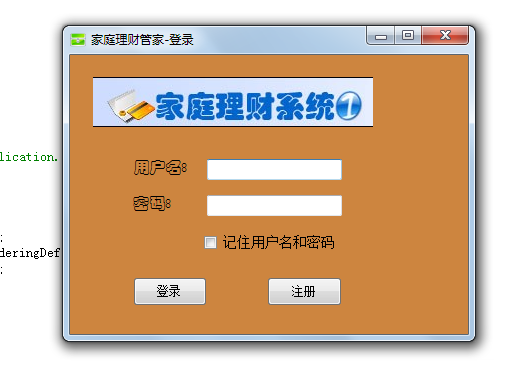 家庭理财管家-登录
家庭理财系统1
lication.
用户名:
密码:
;
deringDef
;
记住用户名和密码
登录
注册